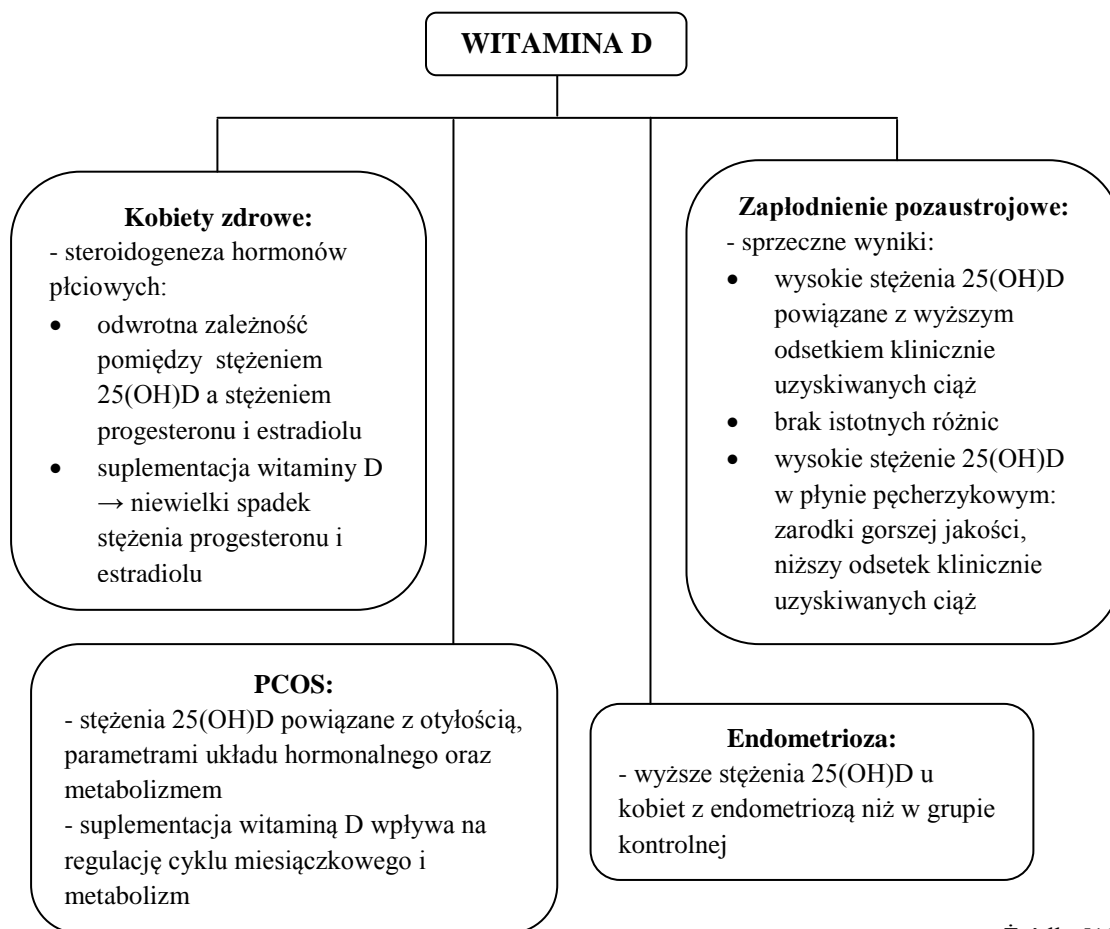 WITAMINA D
Kobiety zdrowe:
- steroidogeneza hormonów
płciowych:
• odwrotna zależność
pomiędzy stężeniem
25(OH)D a stężeniem
progesteronu i estradiolu
• suplementacja witaminy D
→ niewielki spadek
stężenia progesteronu i
estradiolu
Zapłodnienie pozaustrojowe:
- sprzeczne wyniki:
• wysokie stężenia 25(OH)D
powiązane z wyższym
odsetkiem klinicznie
uzyskiwanych ciąż
• brak istotnych różnic
• wysokie stężenie 25(OH)D
w płynie pęcherzykowym:
zarodki gorszej jakości,
niższy odsetek klinicznie
uzyskiwanych ciąż
PCOS:
- stężenia 25(OH)D powiązane z otyłością,
parametrami układu hormonalnego oraz
metabolizmem
- suplementacja witaminą D wpływa na
regulację cyklu miesiączkowego i
metabolizm
Endometrioza:
- wyższe stężenia 25(OH)D u
kobiet z endometriozą niż w grupie
kontrolnej